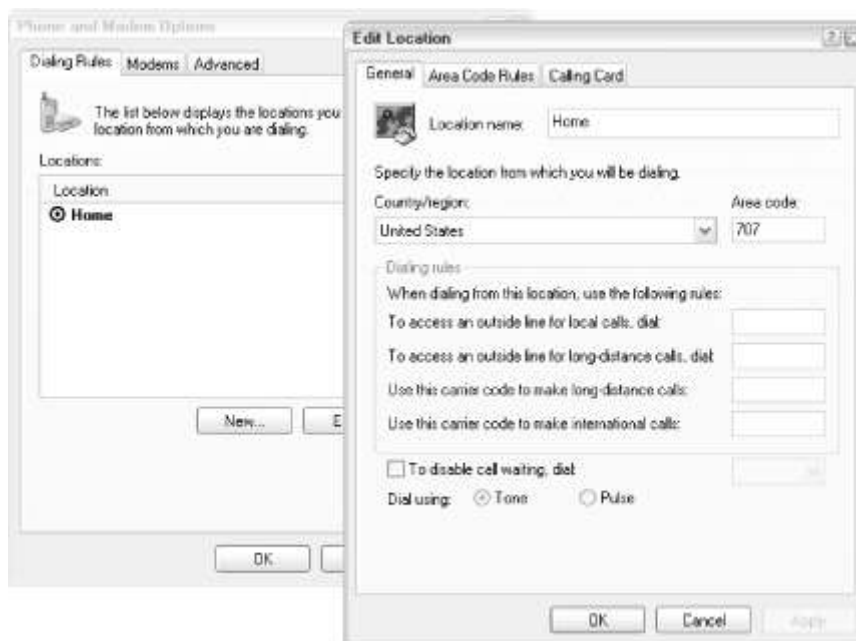 Phone and Modem Options
Dialing Rules Modems Advanced
The list below displays the locations you
location from which you are dialing.
Locations:
Location
Home
New...
E
OK
Edit Location
General Area Code Rules Calling Card
Location name: Home
Specify the location from which you will be dialing.
Country/region: Area code:
United States 707
Dialing rules
When dialing from this location, use the following rules:
To access an outside line for local calls, dial:
To access an outside line for long-distance calls, dial:
Use this carrier code to make long-distance calls:
Use this carrier code to make international calls:
To disable call waiting, dial:
Dial using: Tone Pulse
OK Cancel Apply